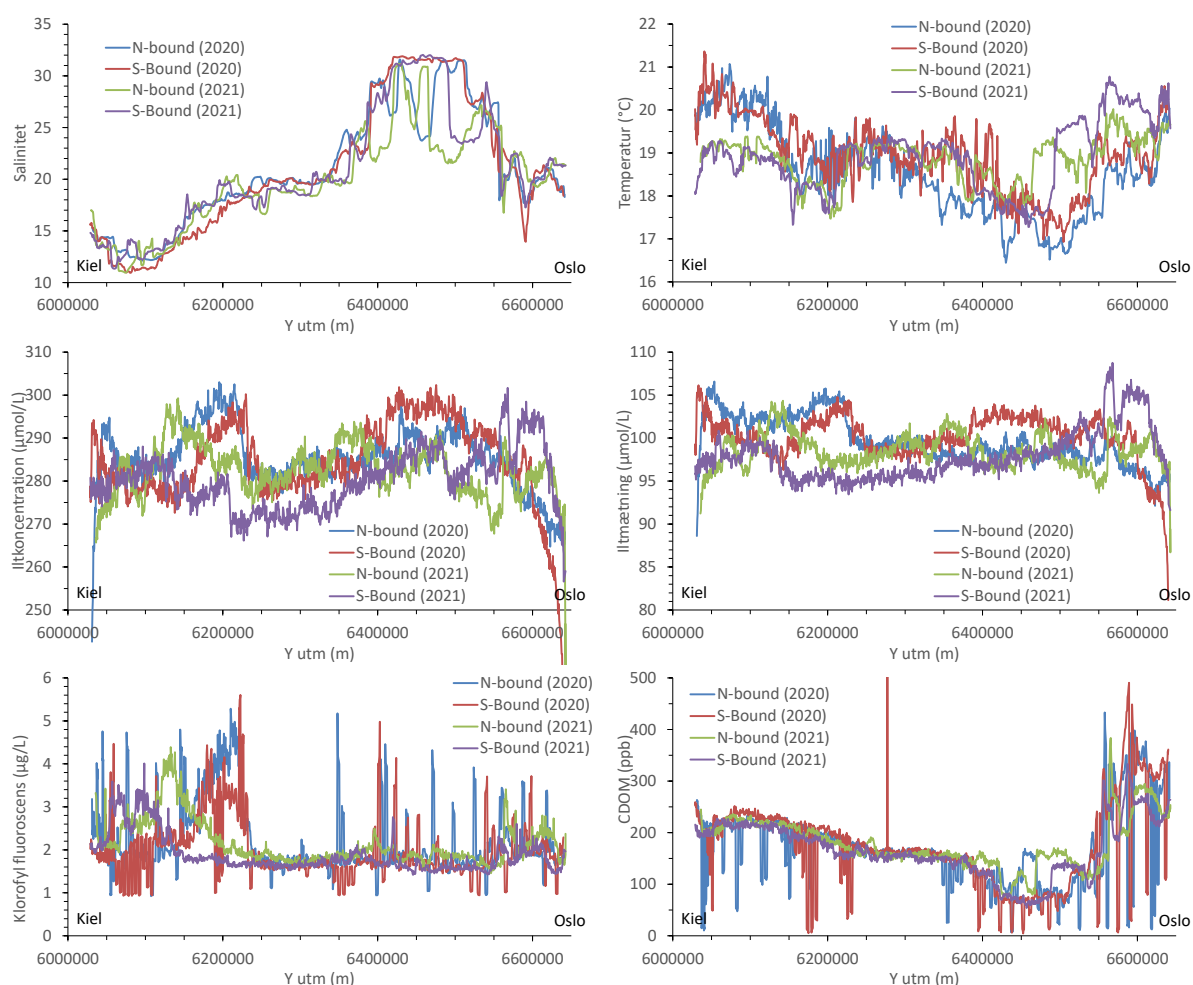 35
30
25
20
15
10
Salinitet
N-bound (2020)
S-Bound (2020)
N-bound (2021)
S-Bound (2021)
Kiel
Oslo
6000000 6200000 6400000 6600000
Y utm (m)
22
21
20
19
18
17
16
Temperatur (°C)
N-bound (2020)
S-Bound (2020)
N-bound (2021)
S-Bound (2021)
Kiel
Oslo
6000000 6200000 6400000 6600000
Y utm (m)
310
300
290
280
270
260
250
Iltkoncentration (µmol/L)
N-bound (2020)
S-Bound (2020)
N-bound (2021)
S-Bound (2021)
Kiel
Oslo
6000000 6200000 6400000 6600000
Y utm (m)
110
105
100
95
90
85
80
Iltmætning (µmol/L)
N-bound (2020)
S-Bound (2020)
N-bound (2021)
S-Bound (2021)
Kiel
Oslo
6000000 6200000 6400000 6600000
Y utm (m)
6
5
4
3
2
1
0
Klorofyl fluoroscens (µg/L)
N-bound (2020)
S-Bound (2020)
N-bound (2021)
S-Bound (2021)
Kiel
Oslo
6000000 6200000 6400000 6600000
Y utm (m)
500
400
300
200
100
0
CDOM (ppb)
N-bound (2020)
S-Bound (2020)
N-bound (2021)
S-Bound (2021)
Kiel
Oslo
6000000 6200000 6400000 6600000
Y utm (m)